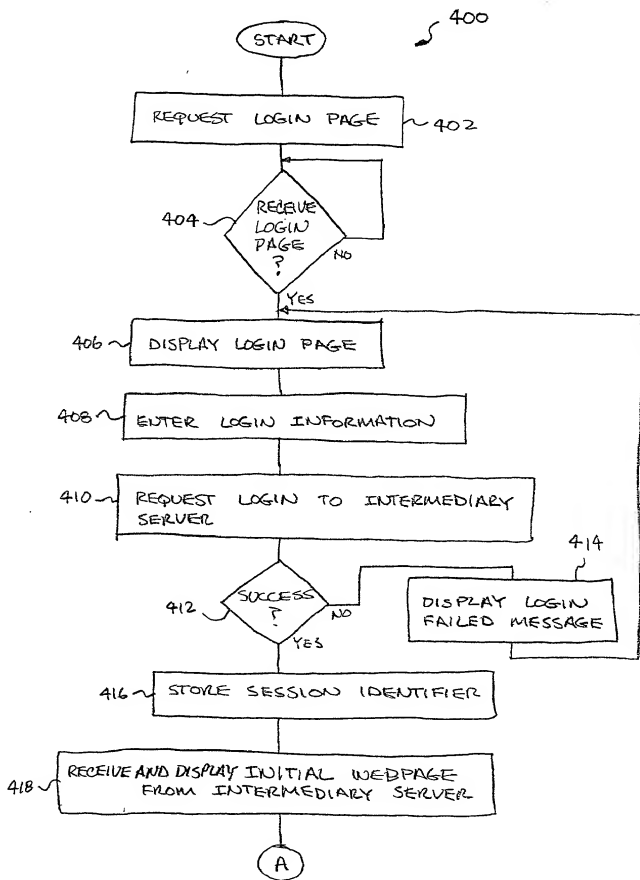 400
START
REQUEST LOGIN PAGE
402
404
RECEIVE
LOGIN
PAGE
?
NO
YES
406
DISPLAY LOGIN PAGE
408
ENTER LOGIN INFORMATION
410
REQUEST LOGIN TO INTERMEDIARY
SERVER
414
412
SUCCESS
?
NO
YES
DISPLAY LOGIN
FAILED MESSAGE
416
STORE SESSION IDENTIFIER
418
RECEIVE AND DISPLAY INITIAL WEBPAGE
FROM INTERMEDIARY SERVER
A